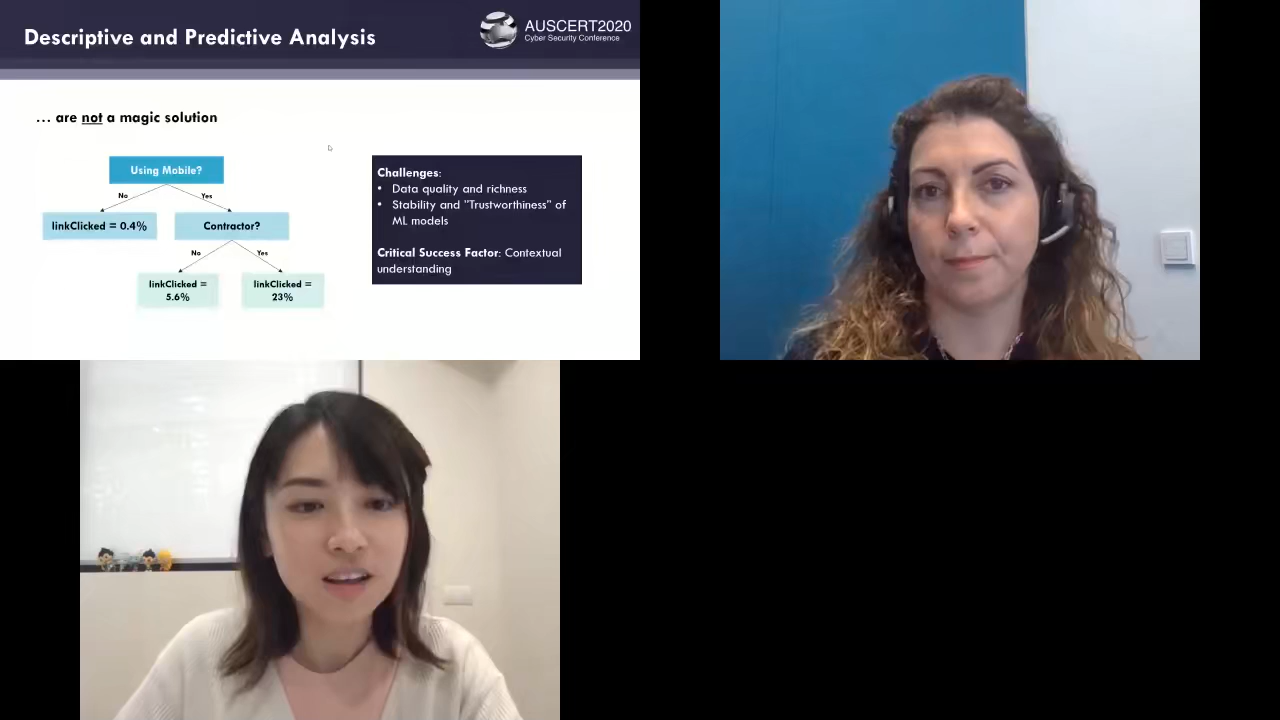 Descriptive and Predictive Analysis
AUSCERT2020
Cyber Security Conference
... are not a magic solution
Using Mobile?
No
Yes
linkClicked = 0.4%
Contractor?
No
Yes
linkClicked =
5.6%
linkClicked =
23%
Challenges:
• Data quality and richness
• Stability and "Trustworthiness" of
ML models
Critical Success Factor: Contextual
understanding